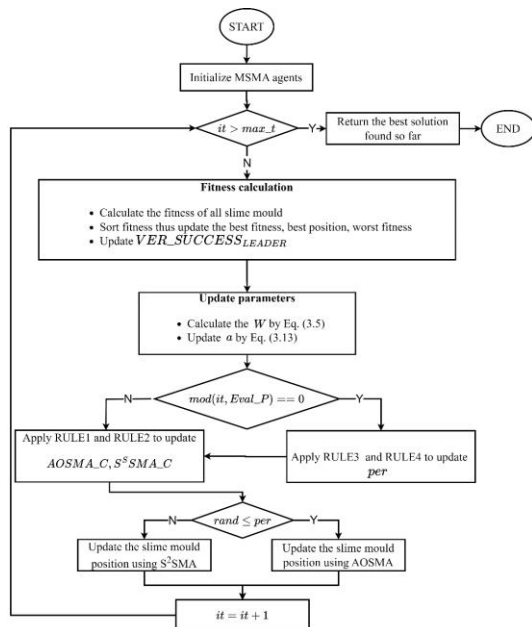 START
Initialize MSMA agents
it > max_t
Y
Return the best solution
found so far
END
N
Fitness calculation
• Calculate the fitness of all slime mould
• Sort fitness thus update the best fitness, best position, worst fitness
• Update VER_SUCCESS_LEADER
Update parameters
• Calculate the W by Eq. (3.5)
• Update a by Eq. (3.13)
N
mod(it, Eval_P) == 0
Y
Apply RULE1 and RULE2 to update
AOSMA_C, S^SSMA_C
Apply RULE3 and RULE4 to update
per
N
rand ≤ per
Y
Update the slime mould
position using S²SMA
Update the slime mould
position using AOSMA
it = it + 1